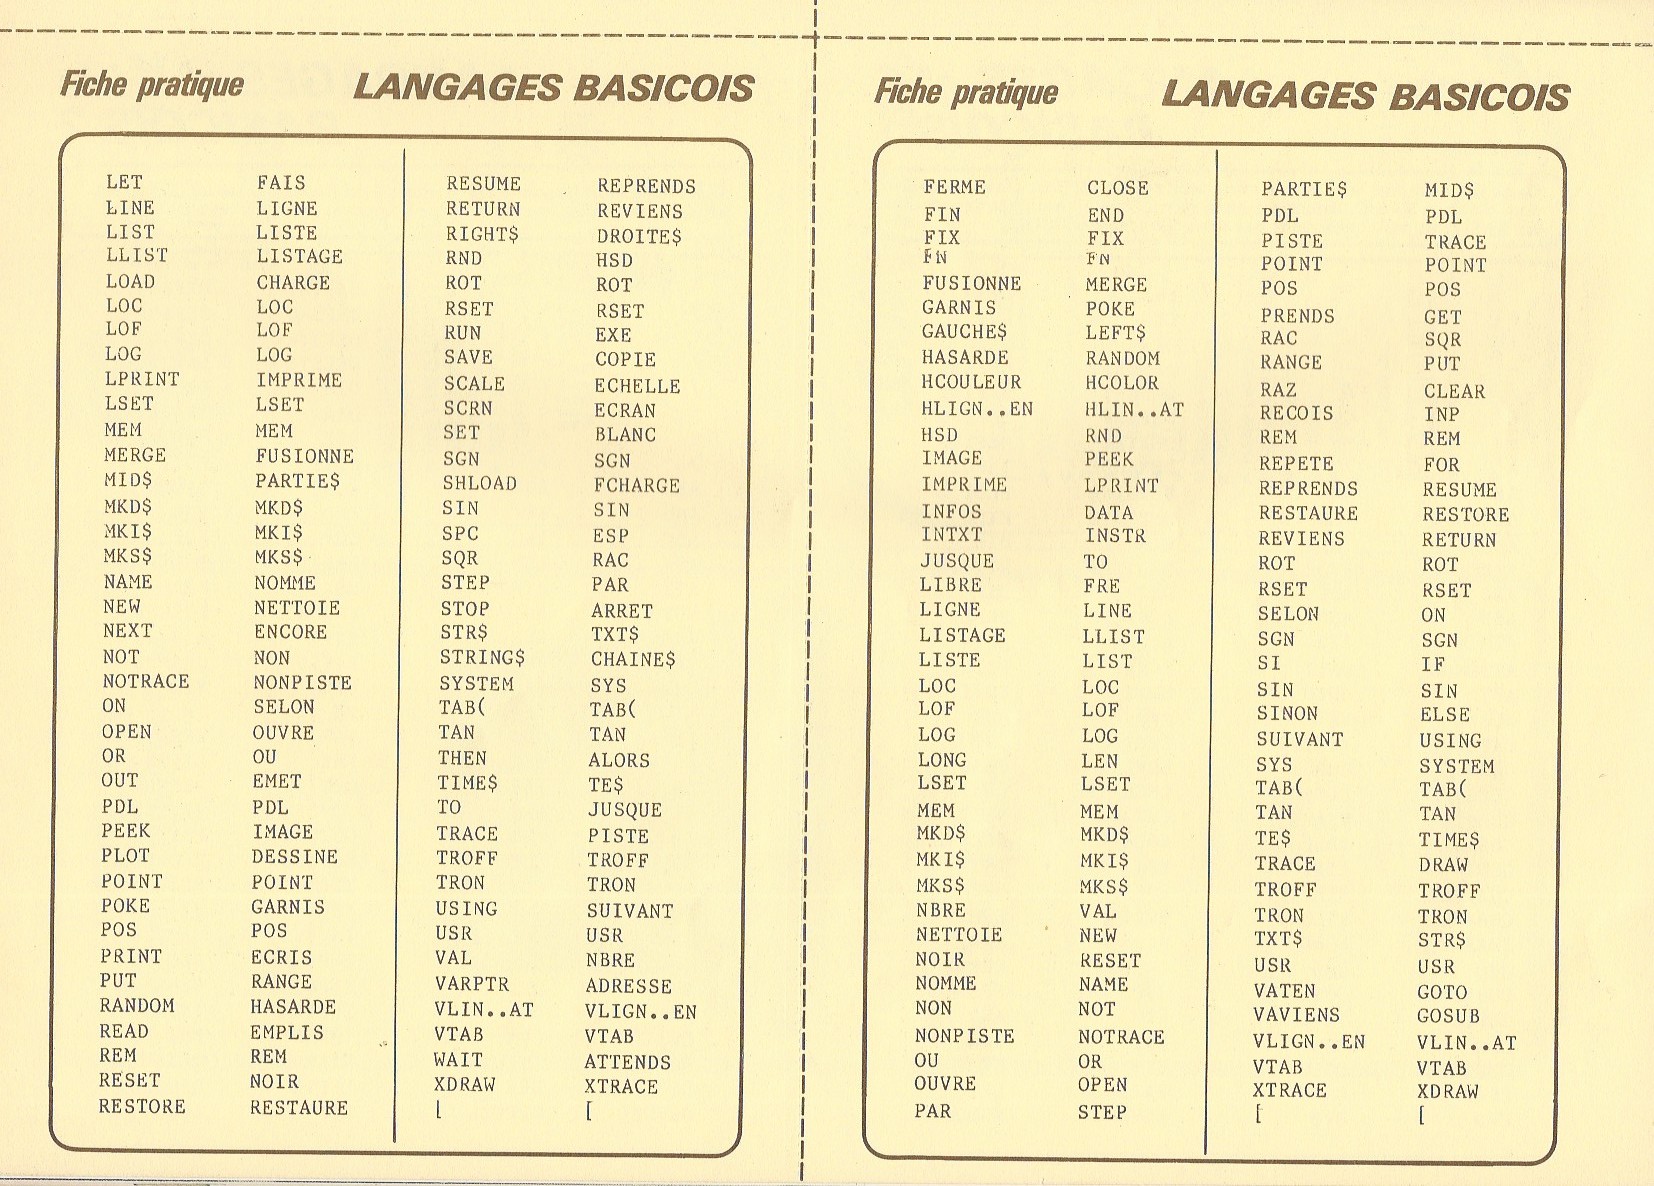 Fiche pratique LANGAGES BASICOIS
LET FAIS
LINE LIGNE
LIST LISTE
LLIST LISTAGE
LOAD CHARGE
LOC LOC
LOF LOF
LOG LOG
LPRINT IMPRIME
LSET LSET
MEM MEM
MERGE FUSIONNE
MID$ PARTIE$
MKD$ MKD$
MKI$ MKI$
MKS$ MKS$
NAME NOMME
NEW NETTOIE
NEXT ENCORE
NOT NON
NOTRACE NONPISTE
ON SELON
OPEN OUVRE
OR OU
OUT EMET
PDL PDL
PEEK IMAGE
PLOT DESSINE
POINT POINT
POKE GARNIS
POS POS
PRINT ECRIS
PUT RANGE
RANDOM HASARDE
READ EMPLIS
REM REM
RESET NOIR
RESTORE RESTAURE
RESUME REPRENDS
RETURN REVIENS
RIGHT$ DROITE$
RND HSD
ROT ROT
RSET RSET
RUN EXE
SAVE COPIE
SCALE ECHELLE
SCRN ECRAN
SET BLANC
SGN SGN
SHLOAD FCHARGE
SIN SIN
SPC ESP
SQR RAC
STEP PAR
STOP ARRET
STR$ TXT$
STRING$ CHAINE$
SYSTEM SYS
TAB( TAB(
TAN TAN
THEN ALORS
TIME$ TE$
TO JUSQUE
TRACE PISTE
TROFF TROFF
TRON TRON
USING SUIVANT
USR USR
VAL NBRE
VARPTR ADRESSE
VLIN..AT VLIGN..EN
VTAB VTAB
WAIT ATTENDS
XDRAW XTRACE
[ [
Fiche pratique LANGAGES BASICOIS
FERME CLOSE
FIN END
FIX FIX
FN FN
FUSIONNE MERGE
GARNIS POKE
GAUCHE$ LEFT$
HASARDE RANDOM
HCOULEUR HCOLOR
HLIGN..EN HLIN..AT
HSD RND
IMAGE PEEK
IMPRIME LPRINT
INFOS DATA
INTXT INSTR
JUSQUE TO
LIBRE FRE
LIGNE LINE
LISTAGE LLIST
LISTE LIST
LOC LOC
LOF LOF
LOG LOG
LONG LEN
LSET LSET
MEM MEM
MKD$ MKD$
MKI$ MKI$
MKS$ MKS$
NBRE VAL
NETTOIE NEW
NOIR RESET
NOMME NAME
NON NOT
NONPISTE NOTRACE
OU OR
OUVRE OPEN
PAR STEP
PARTIE$ MID$
PDL PDL
PISTE TRACE
POINT POINT
POS POS
PRENDS GET
RAC SQR
RANGE PUT
RAZ CLEAR
RECOIS INP
REM REM
REPETE FOR
REPRENDS RESUME
RESTAURE RESTORE
REVIENS RETURN
ROT ROT
RSET RSET
SELON ON
SGN SGN
SI IF
SIN SIN
SINON ELSE
SUIVANT USING
SYS SYSTEM
TAB( TAB(
TAN TAN
TE$ TIME$
TRACE DRAW
TROFF TROFF
TRON TRON
TXT$ STR$
USR USR
VATEN GOTO
VAVIENS GOSUB
VLIGN..EN VLIN..AT
VTAB VTAB
XTRACE XDRAW
[ [